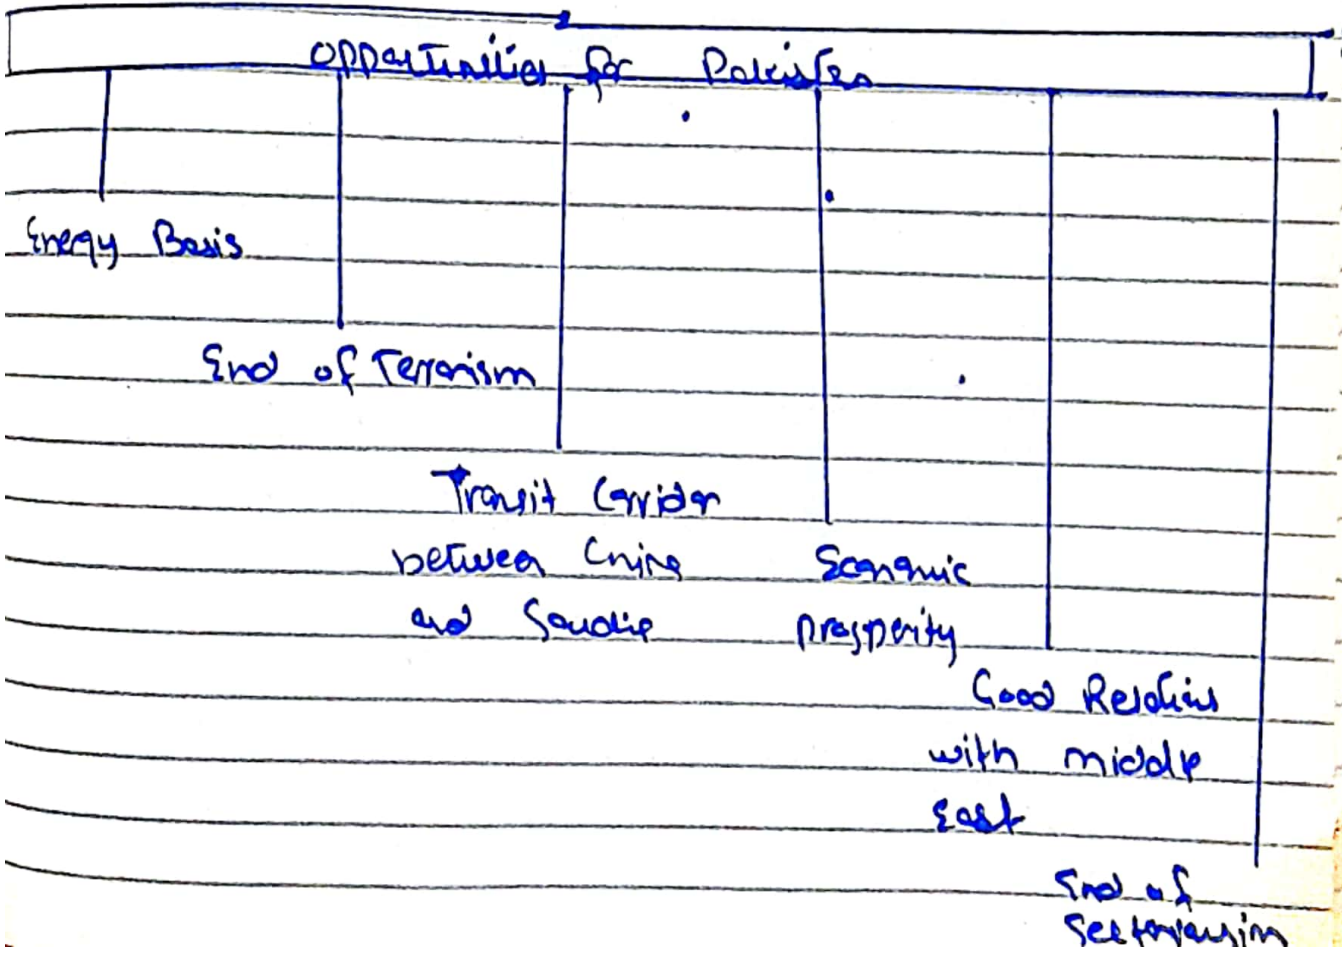 Opportunities for Pakistan
Energy Basis
End of Terrorism
Transit Corridor
between China
and Saudia
Economic
prosperity
Good Relations
with middle
East
End of
Sectarianism